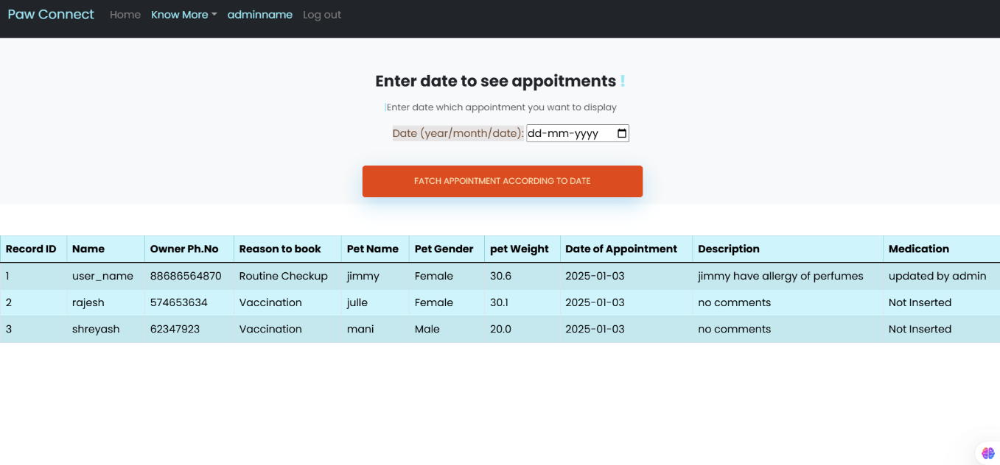 Paw Connect Home Know More adminname Log out
Enter date to see appoitments !
Enter date which appointment you want to display
Date (year/month/date): dd-mm-yyyy
FATCH APPOINTMENT ACCORDING TO DATE
Record ID Name Owner Ph.No Reason to book Pet Name Pet Gender pet Weight Date of Appointment Description Medication
1 user_name 88686564870 Routine Checkup jimmy Female 30.6 2025-01-03 jimmy have allergy of perfumes updated by admin
2 rajesh 574653634 Vaccination julle Female 30.1 2025-01-03 no comments Not Inserted
3 shreyash 62347923 Vaccination mani Male 20.0 2025-01-03 no comments Not Inserted